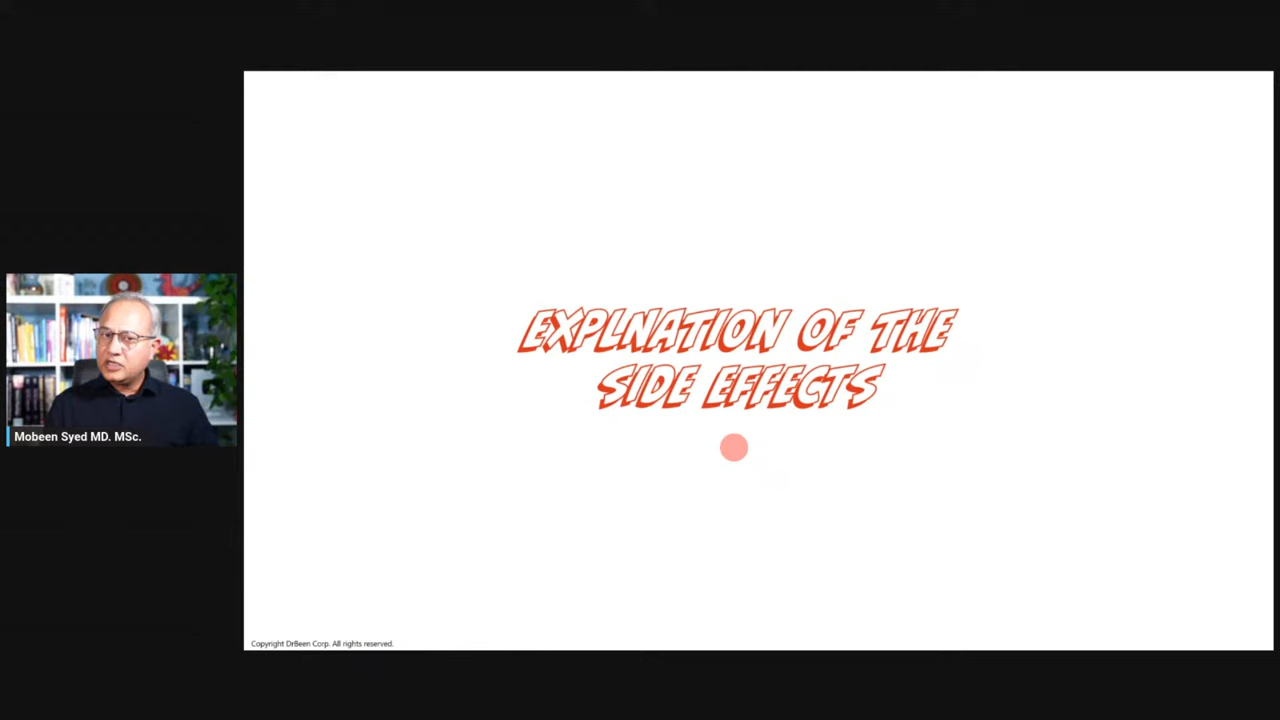 EXPLNATION OF THE
SIDE EFFECTS
Mobeen Syed MD. MSc.
Copyright DrBeen Corp. All rights reserved.